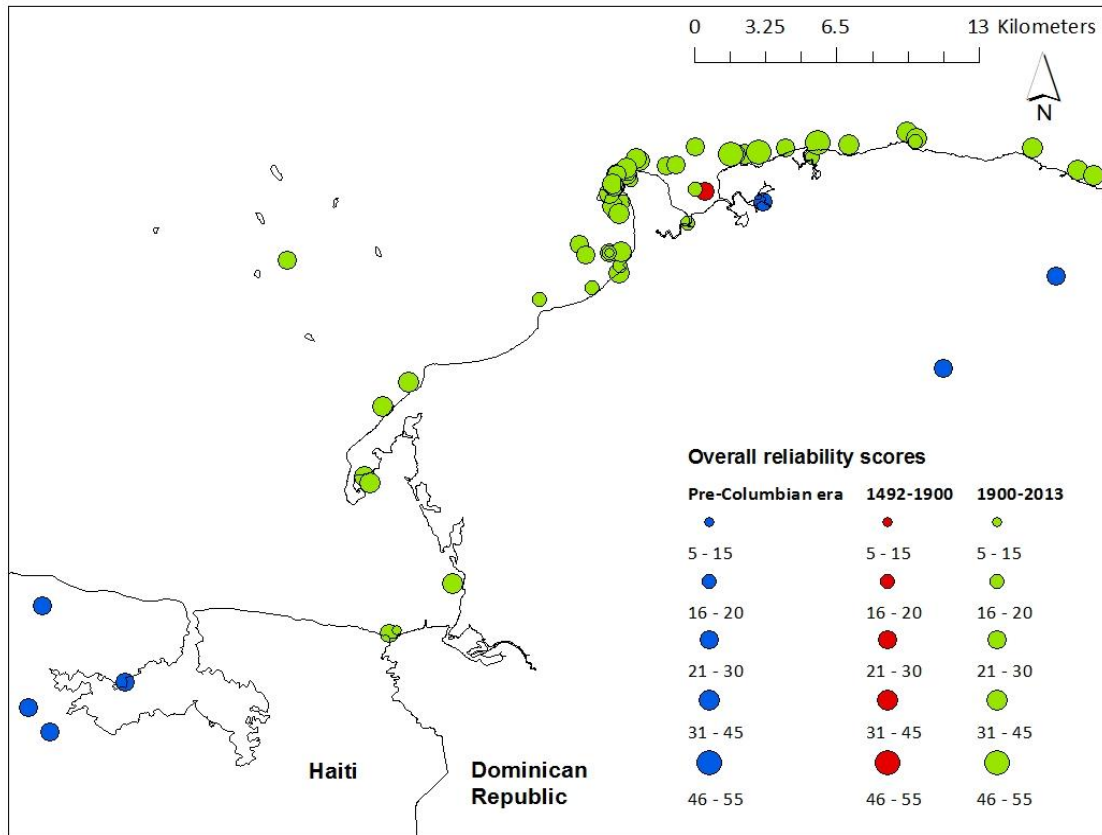 0 3.25 6.5 13 Kilometers
N
Overall reliability scores
Pre-Columbian era 1492-1900 1900-2013
5 - 15 5 - 15 5 - 15
16 - 20 16 - 20 16 - 20
21 - 30 21 - 30 21 - 30
31 - 45 31 - 45 31 - 45
46 - 55 46 - 55 46 - 55
Haiti
Dominican
Republic